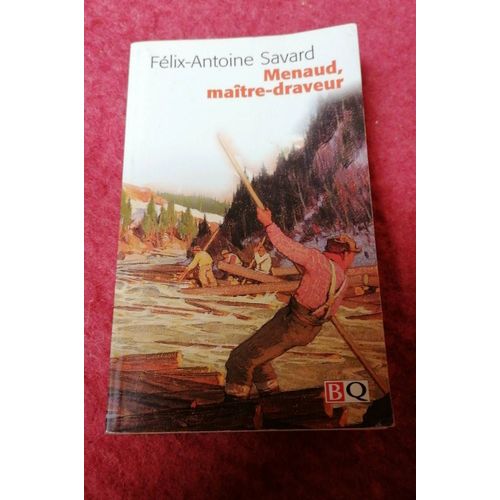 Félix-Antoine Savard
Menaud,
maître-draveur
BQ